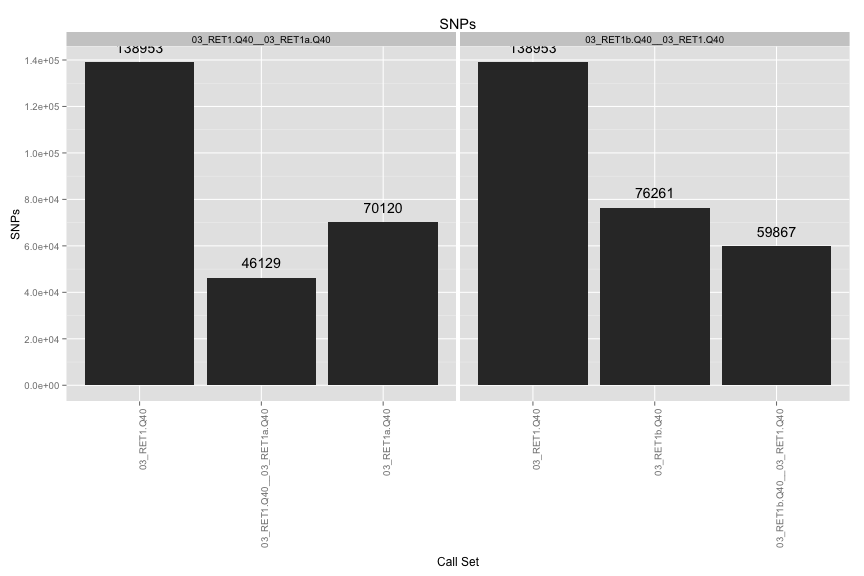 SNPs
03_RET1.Q40__03_RET1a.Q40
03_RET1b.Q40__03_RET1.Q40
138953
46129
70120
138953
76261
59867
1.4e+05
1.2e+05
1.0e+05
8.0e+04
6.0e+04
4.0e+04
2.0e+04
0.0e+00
SNPs
03_RET1.Q40
03_RET1.Q40__03_RET1a.Q40
03_RET1a.Q40
03_RET1.Q40
03_RET1b.Q40
03_RET1b.Q40__03_RET1.Q40
Call Set